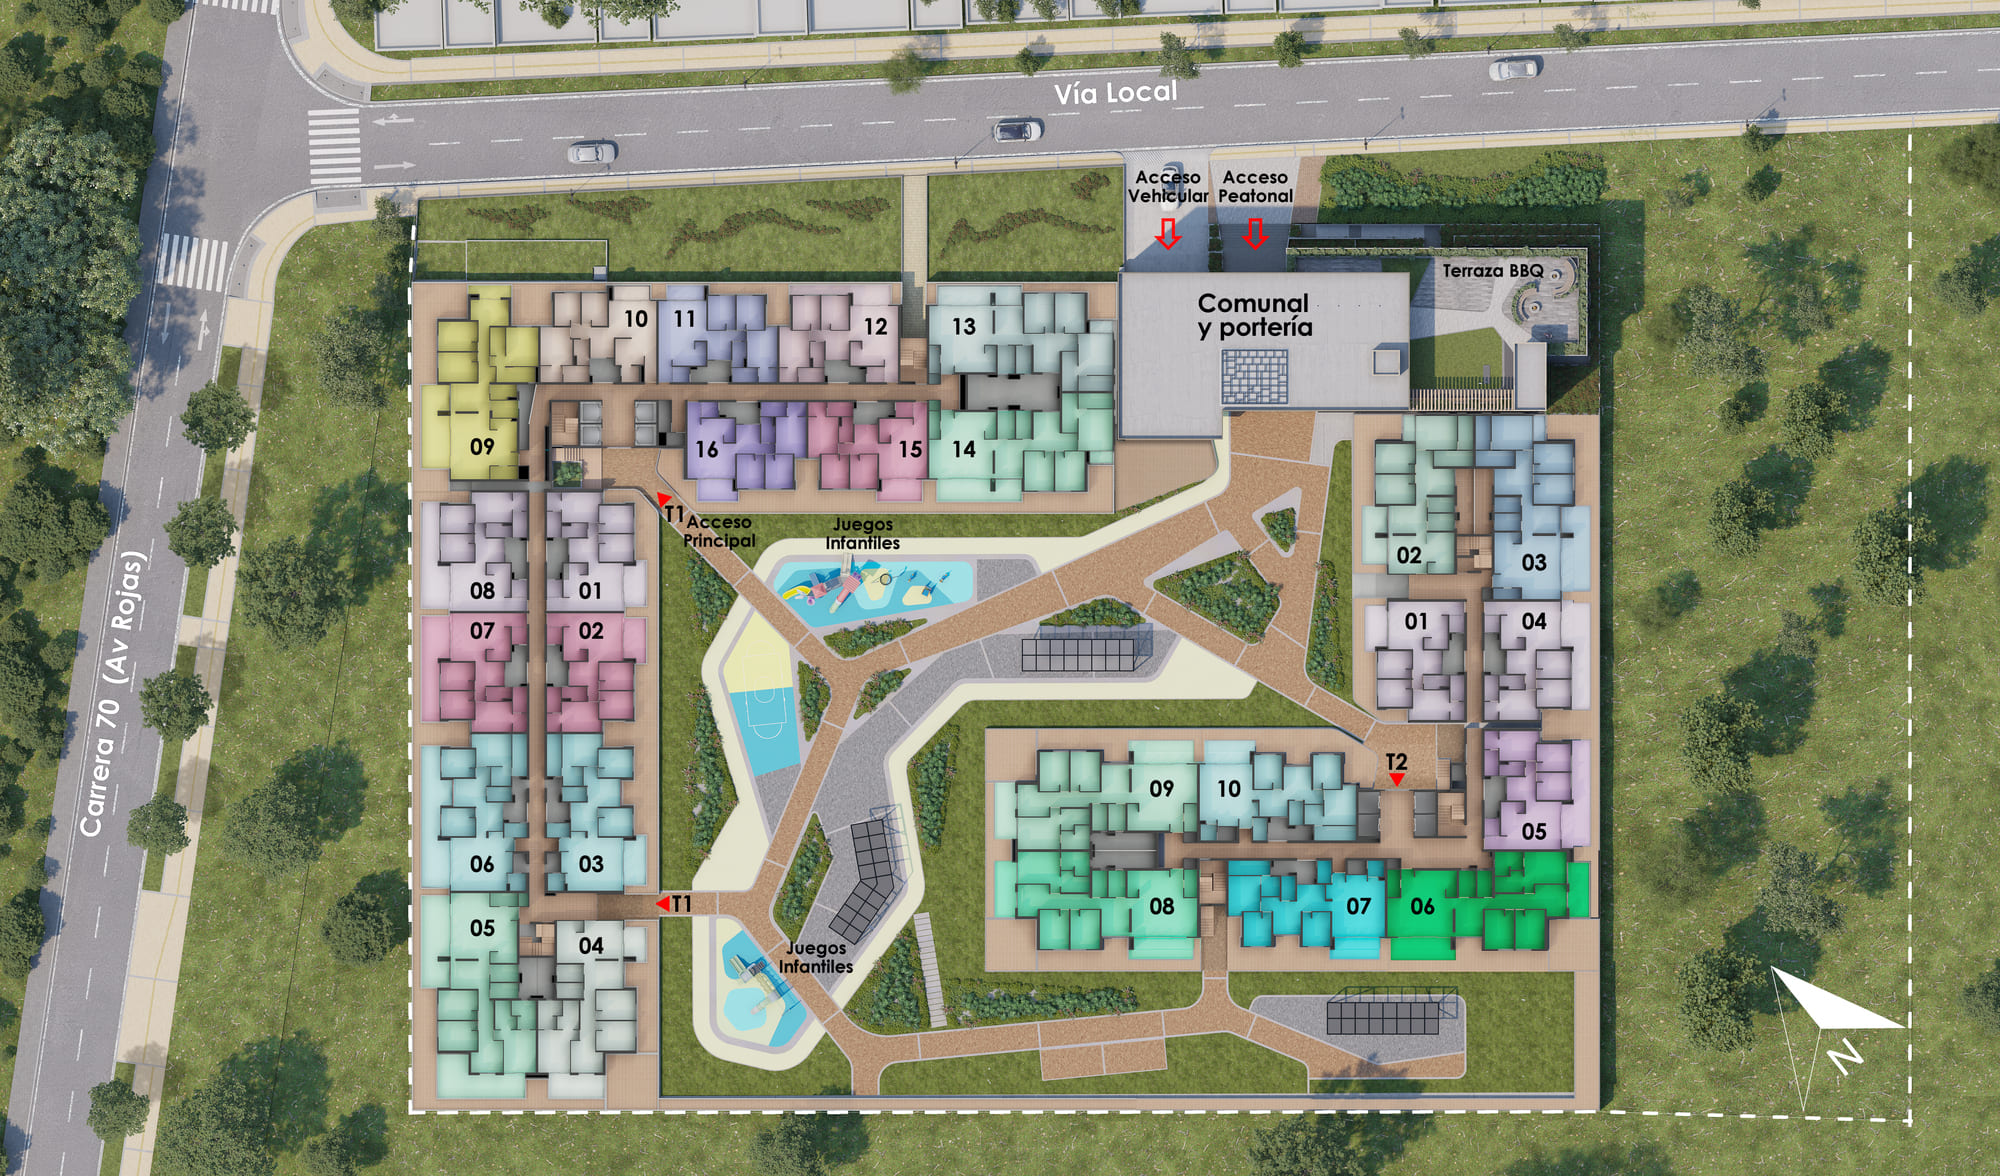 Vía Local
Acceso
Vehicular
Acceso
Peatonal
Terraza BBQ
Comunal
y portería
10
11
12
13
09
16
15
14
T1
Acceso
Principal
Juegos
Infantiles
08
01
07
02
06
03
05
04
T1
Juegos
Infantiles
02
03
01
04
T2
09
10
05
08
07
06
Carrera 70 (Av Rojas)
N